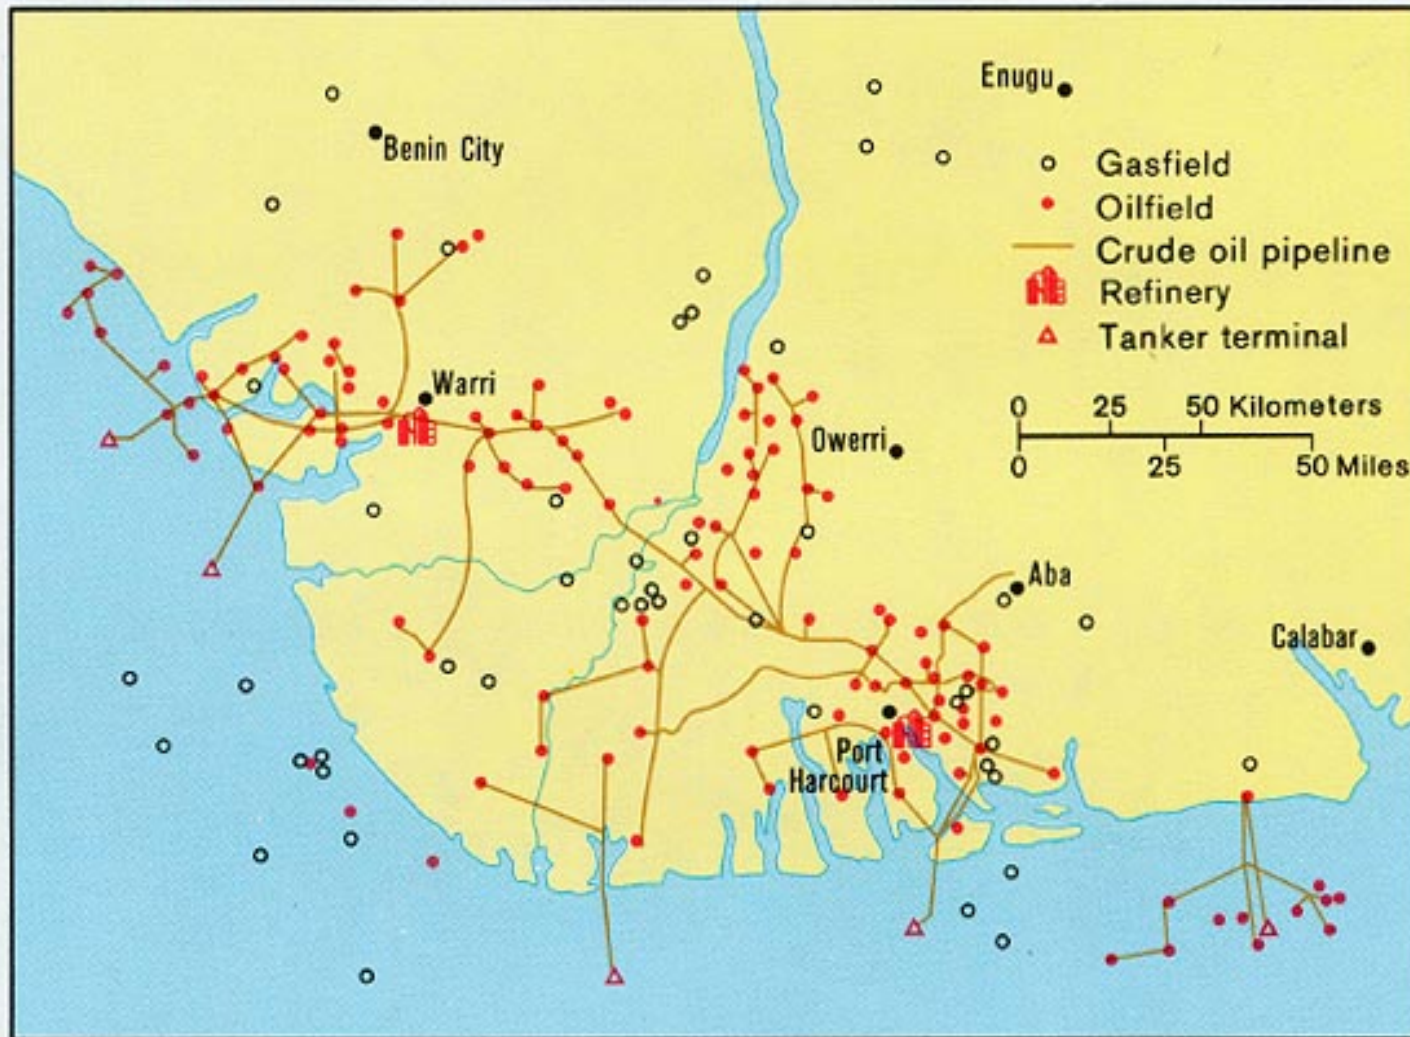 Enugu
Benin City
Gasfield
Oilfield
Crude oil pipeline
Refinery
Tanker terminal
Warri
0 25 50 Kilometers
0 25 50 Miles
Owerri
Aba
Calabar
Port
Harcourt